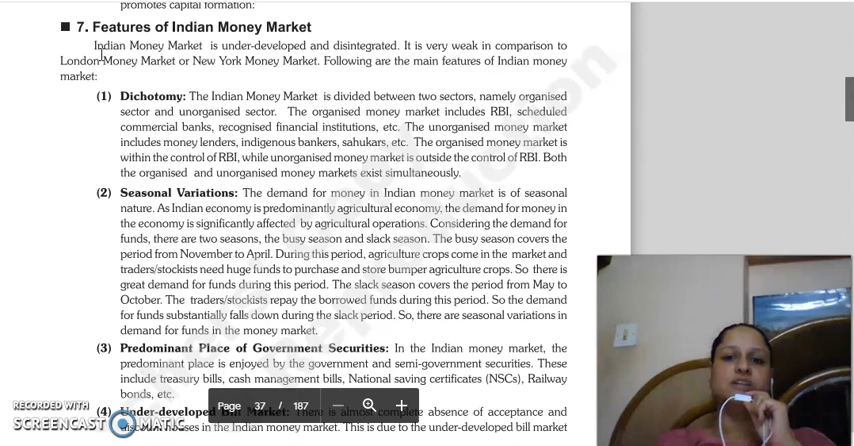 promotes capital formation:
7. Features of Indian Money Market
Indian Money Market is under-developed and disintegrated. It is very weak in comparison to
London Money Market or New York Money Market. Following are the main features of Indian money
market:
(1) Dichotomy: The Indian Money Market is divided between two sectors, namely organised
sector and unorganised sector. The organised money market includes RBI, scheduled
commercial banks, recognised financial institutions, etc. The unorganised money market
includes money lenders, indigenous bankers, sahukars, etc. The organised money market is
within the control of RBI, while unorganised money market is outside the control of RBI. Both
the organised and unorganised money markets exist simultaneously.
(2) Seasonal Variations: The demand for money in Indian money market is of seasonal
nature. As Indian economy is predominantly agricultural economy, the demand for money in
the economy is significantly affected by agricultural operations. Considering the demand for
funds, there are two seasons, the busy season and slack season. The busy season covers the
period from November to April. During this period, agriculture crops come in the market and
traders/stockists need huge funds to purchase and store bumper agriculture crops. So there is
great demand for funds during this period. The slack season covers the period from May to
October. The traders/stockists repay the borrowed funds during this period. So the demand
for funds substantially falls down during the slack period. So, there are seasonal variations in
demand for funds in the money market.
(3) Predominant Place of Government Securities: In the Indian money market, the
predominant place is enjoyed by the government and semi-government securities. These
include treasury bills, cash management bills, National saving certificates (NSCs), Railway
bonds, etc.
Page 37 / 187
RECORDED WITH
SCREENCAST MATIC
(4) Under-developed Bill Market: There is almost complete absence of acceptance and
houses in the Indian money market. This is due to the under-developed bill market